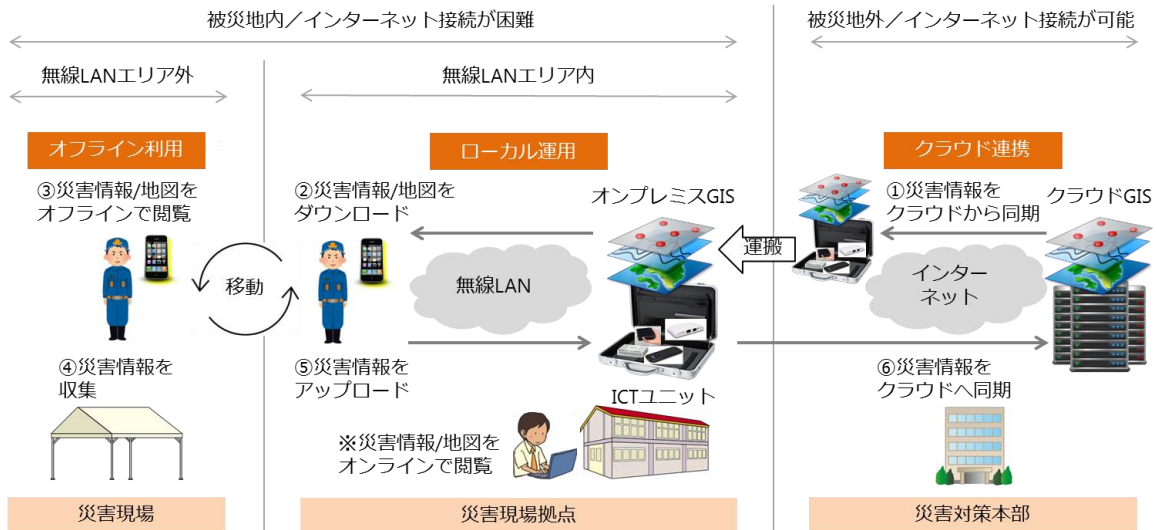 被災地内／インターネット接続が困難
被災地外／インターネット接続が可能
無線LANエリア外
無線LANエリア内
オフライン利用
ローカル運用
クラウド連携
③災害情報/地図を
オフラインで閲覧
②災害情報/地図を
ダウンロード
オンプレミスGIS
①災害情報を
クラウドから同期
クラウドGIS
移動
無線LAN
運搬
インター
ネット
④災害情報を
収集
⑤災害情報を
アップロード
ICTユニット
⑥災害情報を
クラウドへ同期
※災害情報/地図を
オンラインで閲覧
災害現場
災害現場拠点
災害対策本部